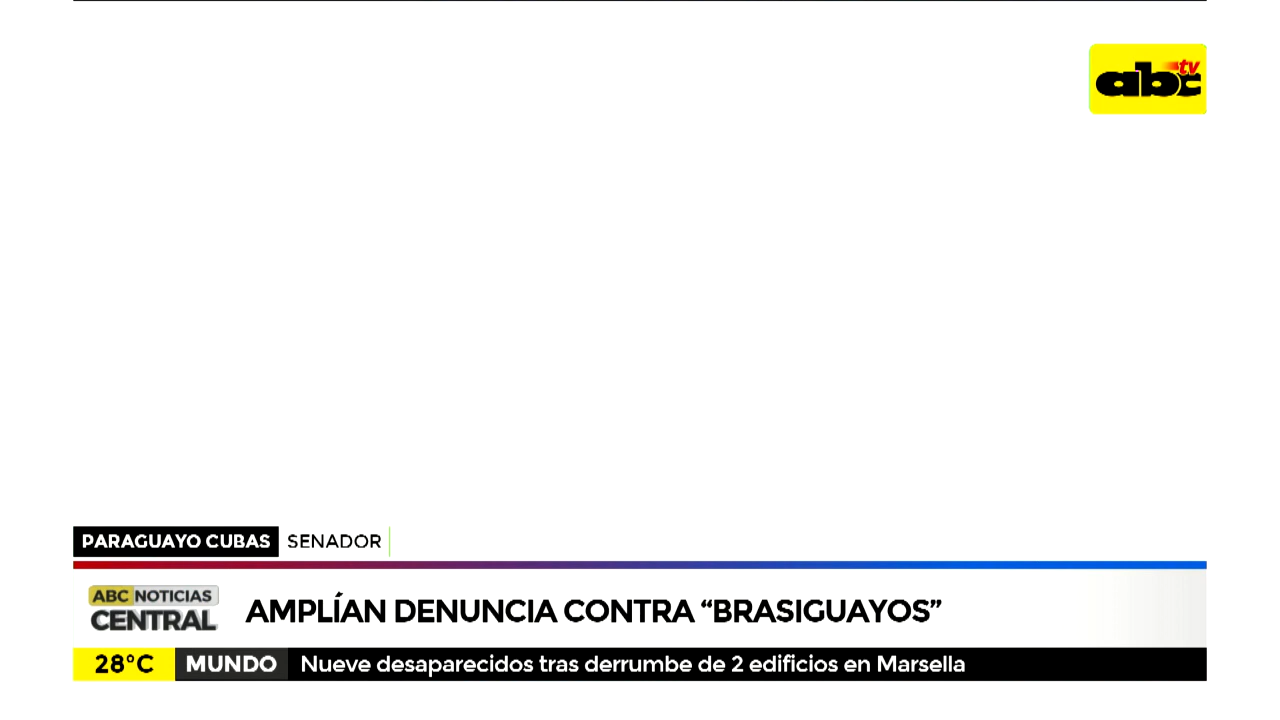 abc tv
PARAGUAYO CUBAS SENADOR
ABC NOTICIAS
CENTRAL
AMPLÍAN DENUNCIA CONTRA “BRASIGUAYOS”
28°C MUNDO Nueve desaparecidos tras derrumbe de 2 edificios en Marsella